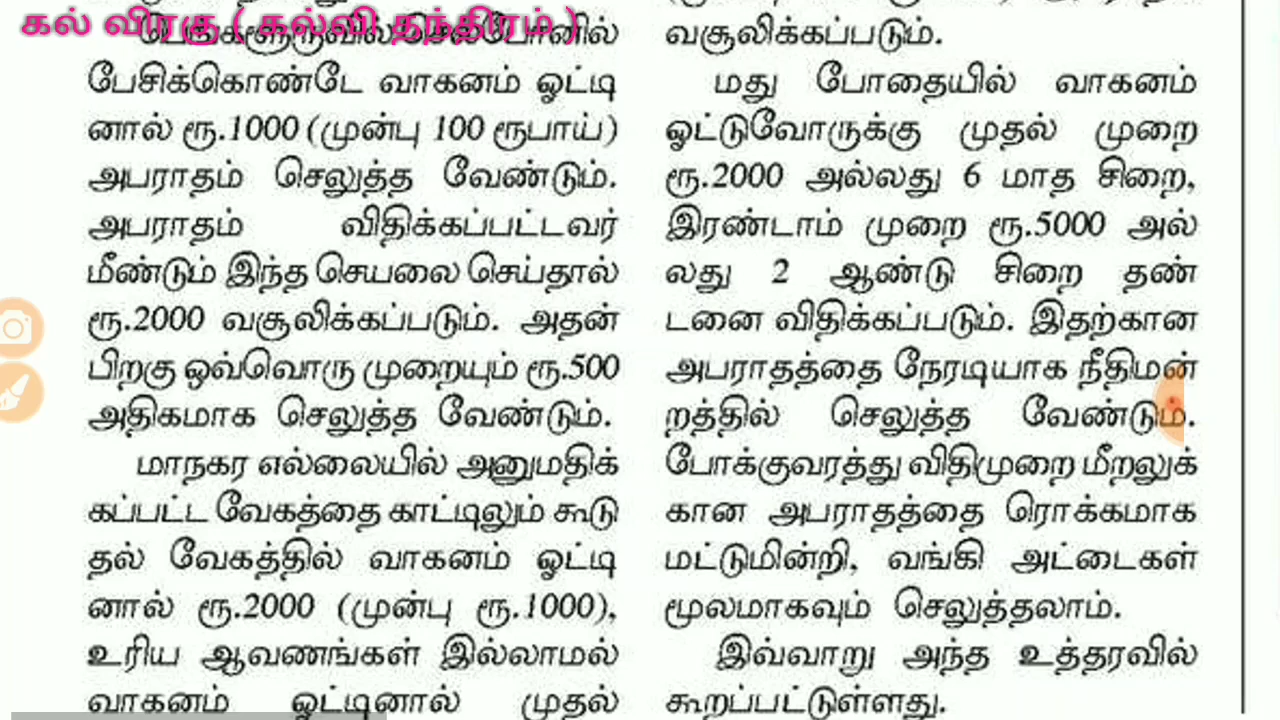 கல் விரகு ( கல்வி தந்திரம் )
பெங்களூருவில் செல்போனில்
பேசிக்கொண்டே வாகனம் ஓட்டி
னால் ரூ.1000 (முன்பு 100 ரூபாய்)
அபராதம் செலுத்த வேண்டும்.
அபராதம் விதிக்கப்பட்டவர்
மீண்டும் இந்த செயலை செய்தால்
ரூ.2000 வசூலிக்கப்படும். அதன்
பிறகு ஒவ்வொரு முறையும் ரூ.500
அதிகமாக செலுத்த வேண்டும்.
மாநகர எல்லையில் அனுமதிக்
கப்பட்ட வேகத்தை காட்டிலும் கூடு
தல் வேகத்தில் வாகனம் ஓட்டி
னால் ரூ.2000 (முன்பு ரூ.1000),
உரிய ஆவணங்கள் இல்லாமல்
வாகனம் ஓட்டினால் முதல்
வசூலிக்கப்படும்.
மது போதையில் வாகனம்
ஓட்டுவோருக்கு முதல் முறை
ரூ.2000 அல்லது 6 மாத சிறை,
இரண்டாம் முறை ரூ.5000 அல்
லது 2 ஆண்டு சிறை தண்
டனை விதிக்கப்படும். இதற்கான
அபராதத்தை நேரடியாக நீதிமன்
றத்தில் செலுத்த வேண்டும்.
போக்குவரத்து விதிமுறை மீறலுக்
கான அபராதத்தை ரொக்கமாக
மட்டுமின்றி, வங்கி அட்டைகள்
மூலமாகவும் செலுத்தலாம்.
இவ்வாறு அந்த உத்தரவில்
கூறப்பட்டுள்ளது.